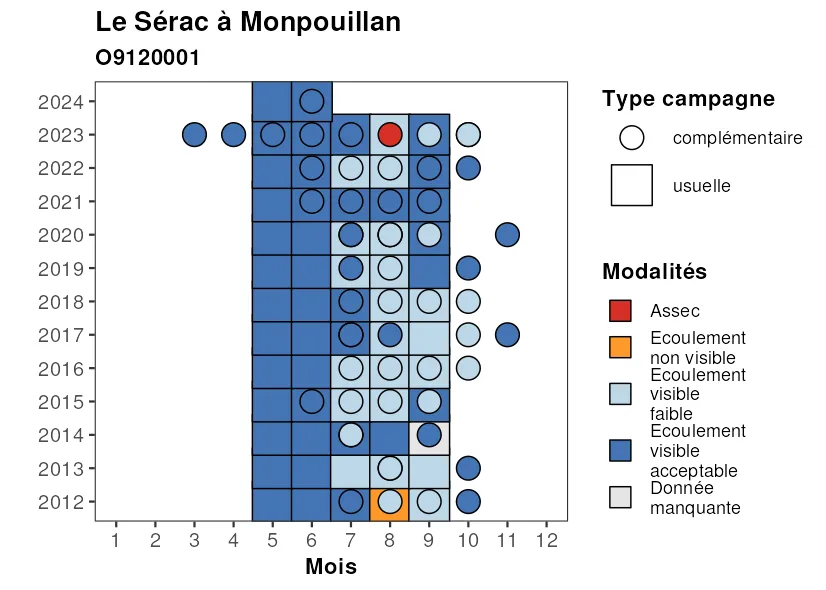 Le Sérac à Monpouillan
O9120001
2024
2023
2022
2021
2020
2019
2018
2017
2016
2015
2014
2013
2012
1 2 3 4 5 6 7 8 9 10 11 12
Mois
Type campagne
complémentaire
usuelle
Modalités
Assec
Ecoulement
non visible
Ecoulement
visible
faible
Ecoulement
visible
acceptable
Donnée
manquante